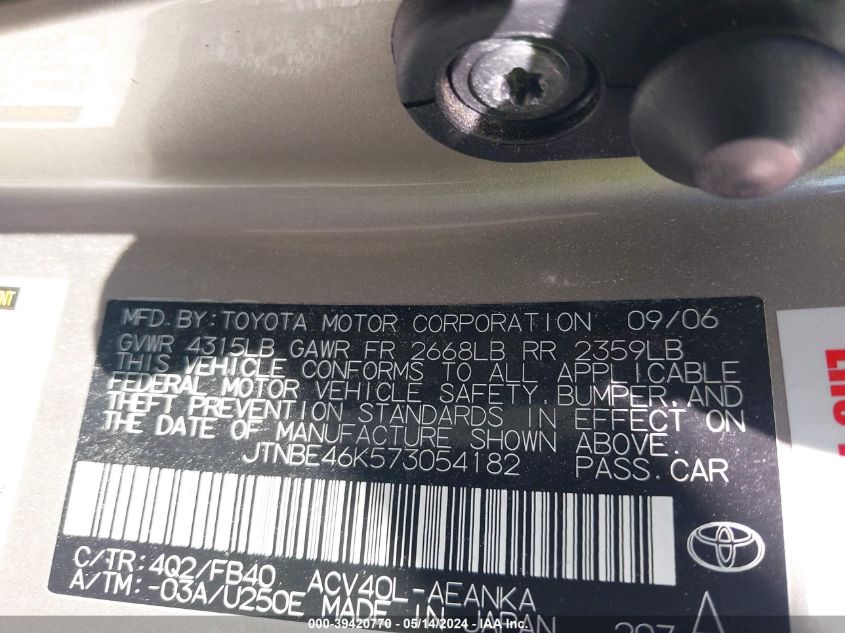 MFD BY: TOYOTA MOTOR CORPORATION 09/06
GVWR 4315LB GAWR FR 2668LB RR 2359LB
THIS VEHICLE CONFORMS TO ALL APPLICABLE
FEDERAL MOTOR VEHICLE SAFETY, BUMPER, AND
THEFT PREVENTION STANDARDS IN EFFECT ON
THE DATE OF MANUFACTURE SHOWN ABOVE.
JTNBE46K573054182 PASS. CAR
C/TR: 4Q2/FB40 ACV40L-AEANKA
A/TM: -03A/U250E MADE IN JAPAN
000-39420770 - 05/14/2024 - IAA Inc.